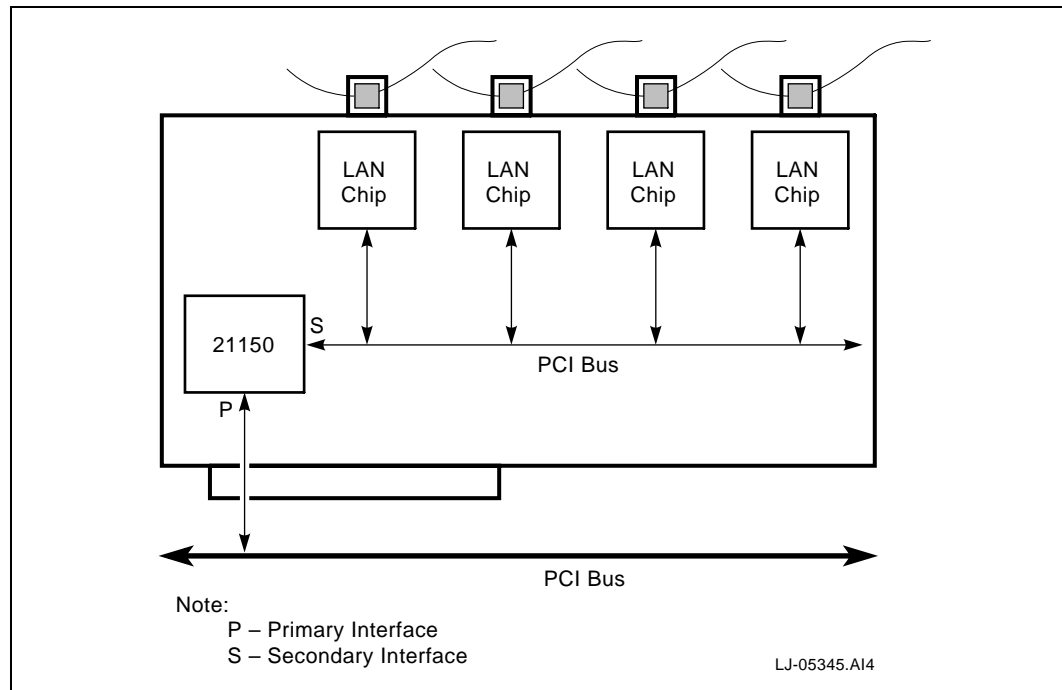 LAN
Chip
LAN
Chip
LAN
Chip
LAN
Chip
21150
S
PCI Bus
P
PCI Bus
Note:
P – Primary Interface
S – Secondary Interface
LJ-05345.AI4